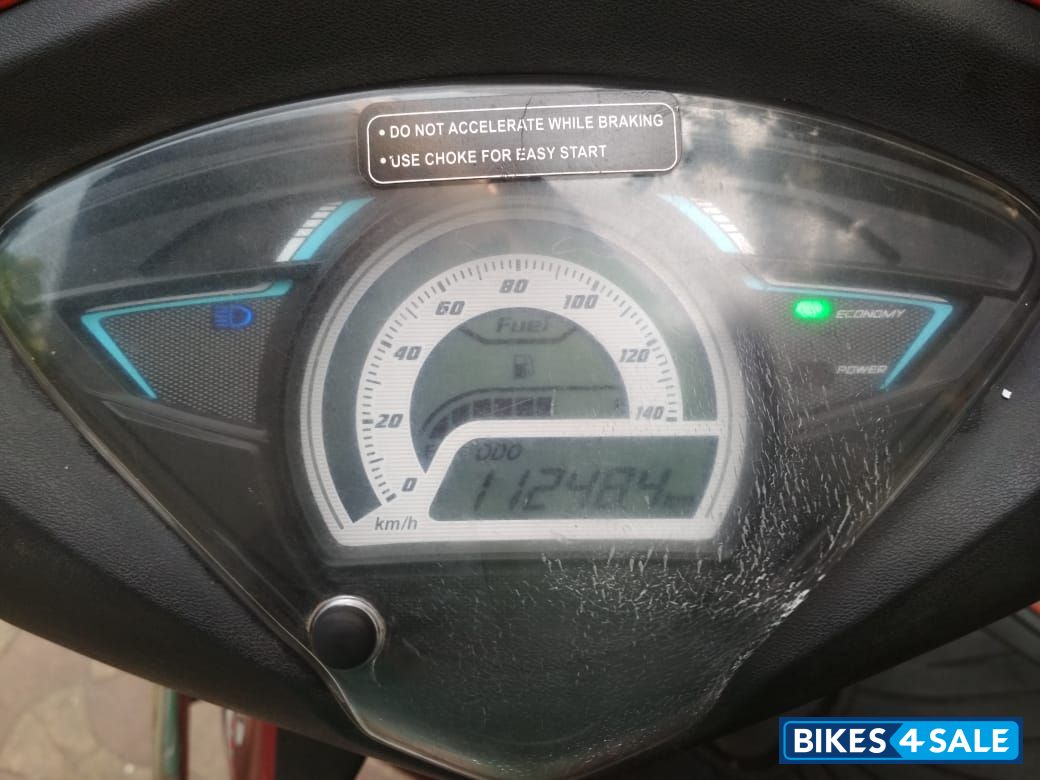 • DO NOT ACCELERATE WHILE BRAKING
• USE CHOKE FOR EASY START
0
20
40
60
80
100
120
140
Fuel
ECONOMY
POWER
ODO
112484
km/h
BIKES4SALE